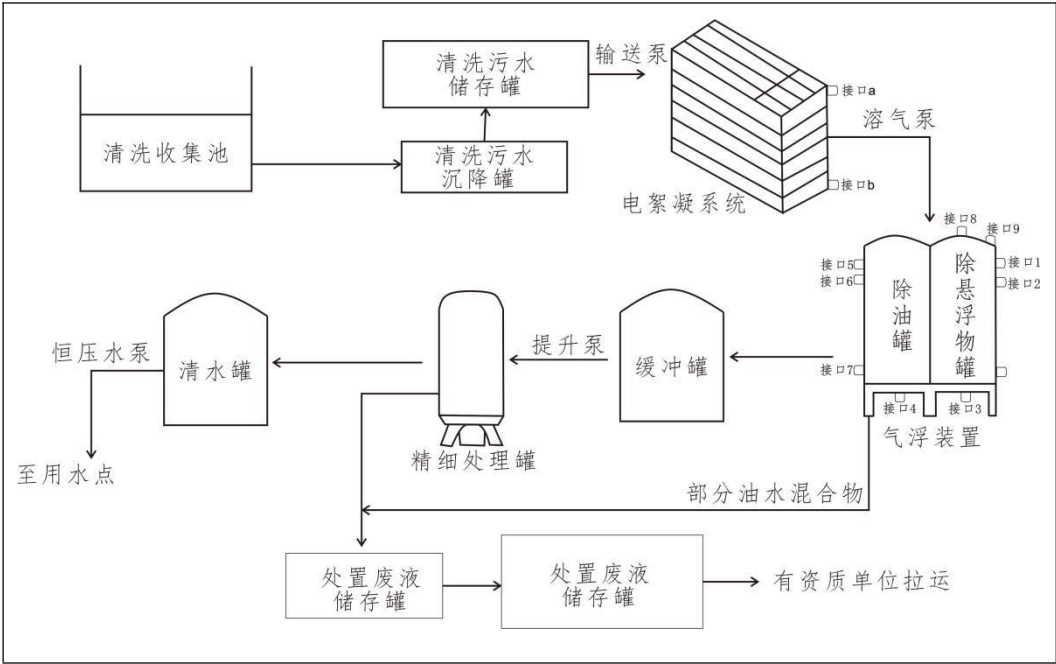 清洗污水
储存罐
输送泵
接口a
溶气泵
清洗收集池
清洗污水
沉降罐
接口b
电絮凝系统
接口8
接口9
接口5
接口6
接口1
接口2
除油罐
除悬浮物罐
恒压水泵
清水罐
提升泵
缓冲罐
接口7
接口4
接口3
气浮装置
精细处理罐
至用水点
部分油水混合物
处置废液
储存罐
处置废液
储存罐
有资质单位拉运